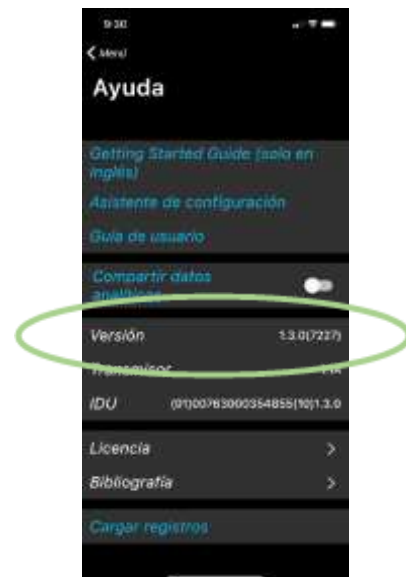 9:30
Menú
Ayuda
Getting Started Guide (solo en
inglés)
Asistente de configuración
Guía de usuario
Compartir datos
analíticos
Versión 1.3.0(7227)
Transmisor
IDU (01)00763000354855(10)1.3.0
Licencia
Bibliografía
Cargar registros